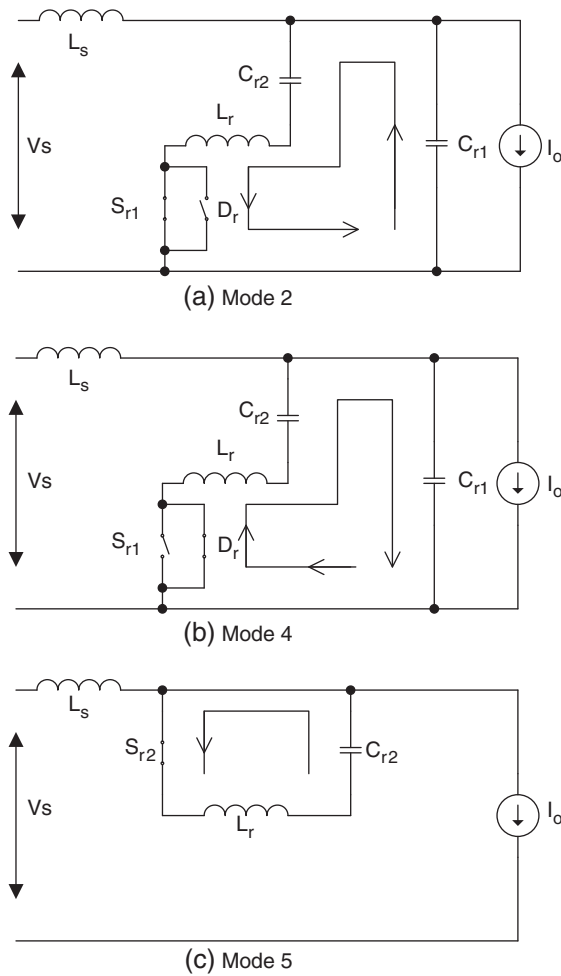 Ls
Cr2
Lr
Vs
Cr1
Io
Sr1
Dr
(a) Mode 2
Ls
Cr2
Lr
Vs
Cr1
Io
Sr1
Dr
(b) Mode 4
Ls
Sr2
Cr2
Vs
Io
Lr
(c) Mode 5